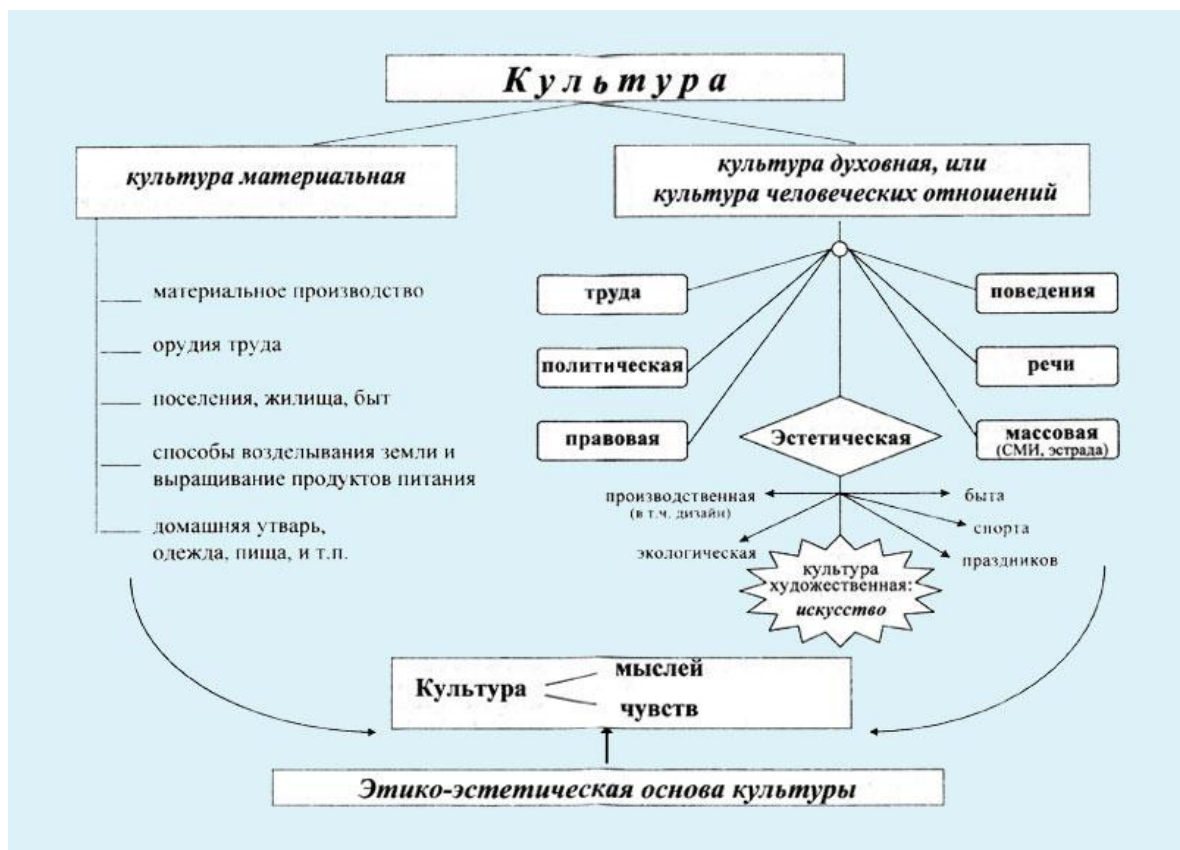 Культура
культура материальная
культура духовная, или
культура человеческих отношений
материальное производство
орудия труда
поселения, жилища, быт
способы возделывания земли и
выращивание продуктов питания
домашняя утварь,
одежда, пища, и т.п.
труда
поведения
политическая
речи
правовая
Эстетическая
массовая
(СМИ, эстрада)
производственная
(в т.ч. дизайн)
быта
спорта
экологическая
праздников
культура
художественная:
искусство
Культура
мыслей
чувств
Этико-эстетическая основа культуры